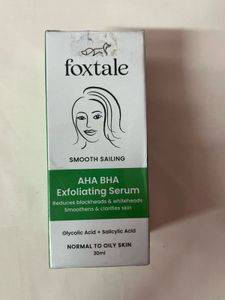 foxtale
SMOOTH SAILING
AHA BHA
Exfoliating Serum
Reduces blackheads & whiteheads
Smoothens & clarifies skin
Glycolic Acid + Salicylic Acid
NORMAL TO OILY SKIN
30ml